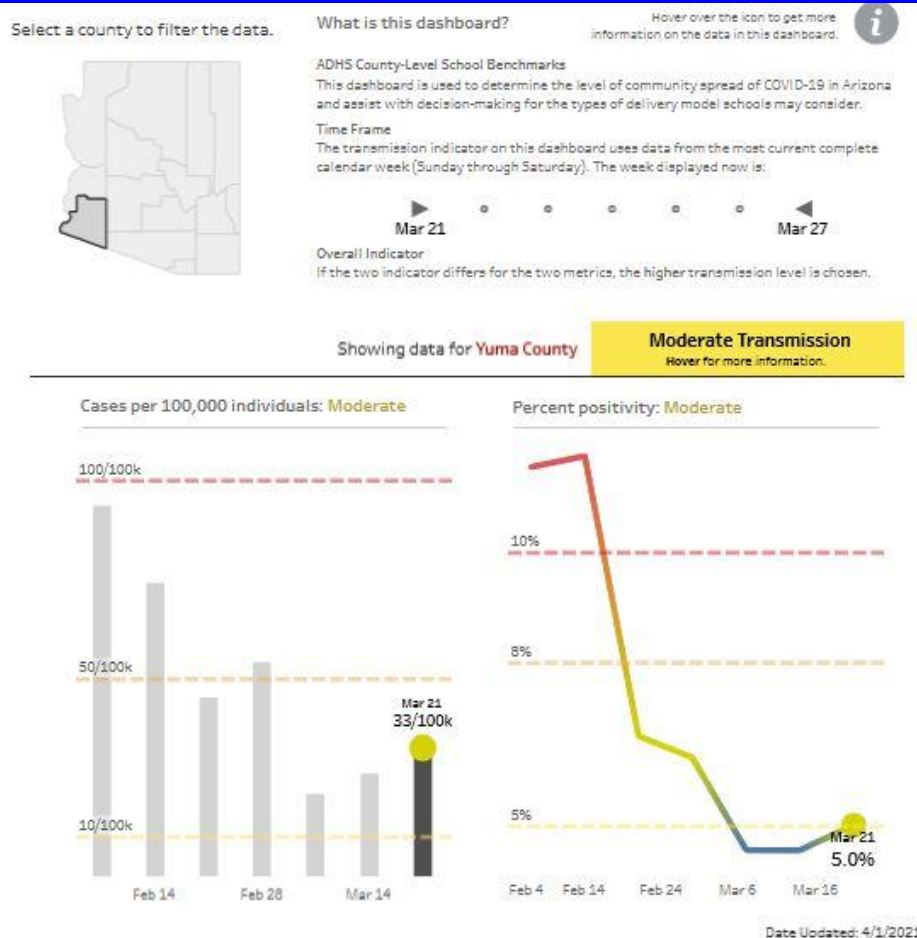 Select a county to filter the data.
What is this dashboard?
Hover over the icon to get more
information on the data in this dashboard.
i
ADHS County-Level School Benchmarks
This dashboard is used to determine the level of community spread of COVID-19 in Arizona
and assist with decision-making for the types of delivery model schools may consider.
Time Frame
The transmission indicator on this dashboard uses data from the most current complete
calendar week (Sunday through Saturday). The week displayed now is:
Mar 21
Mar 27
Overall Indicator
If the two indicator differs for the two metrics, the higher transmission level is chosen.
Showing data for Yuma County
Moderate Transmission
Hover for more information.
Cases per 100,000 individuals: Moderate
100/100k
50/100k
Mar 21
33/100k
10/100k
Feb 14
Feb 28
Mar 14
Percent positivity: Moderate
10%
8%
5%
Mar 21
5.0%
Feb 4
Feb 14
Feb 24
Mar 6
Mar 16
Date Updated: 4/1/2021